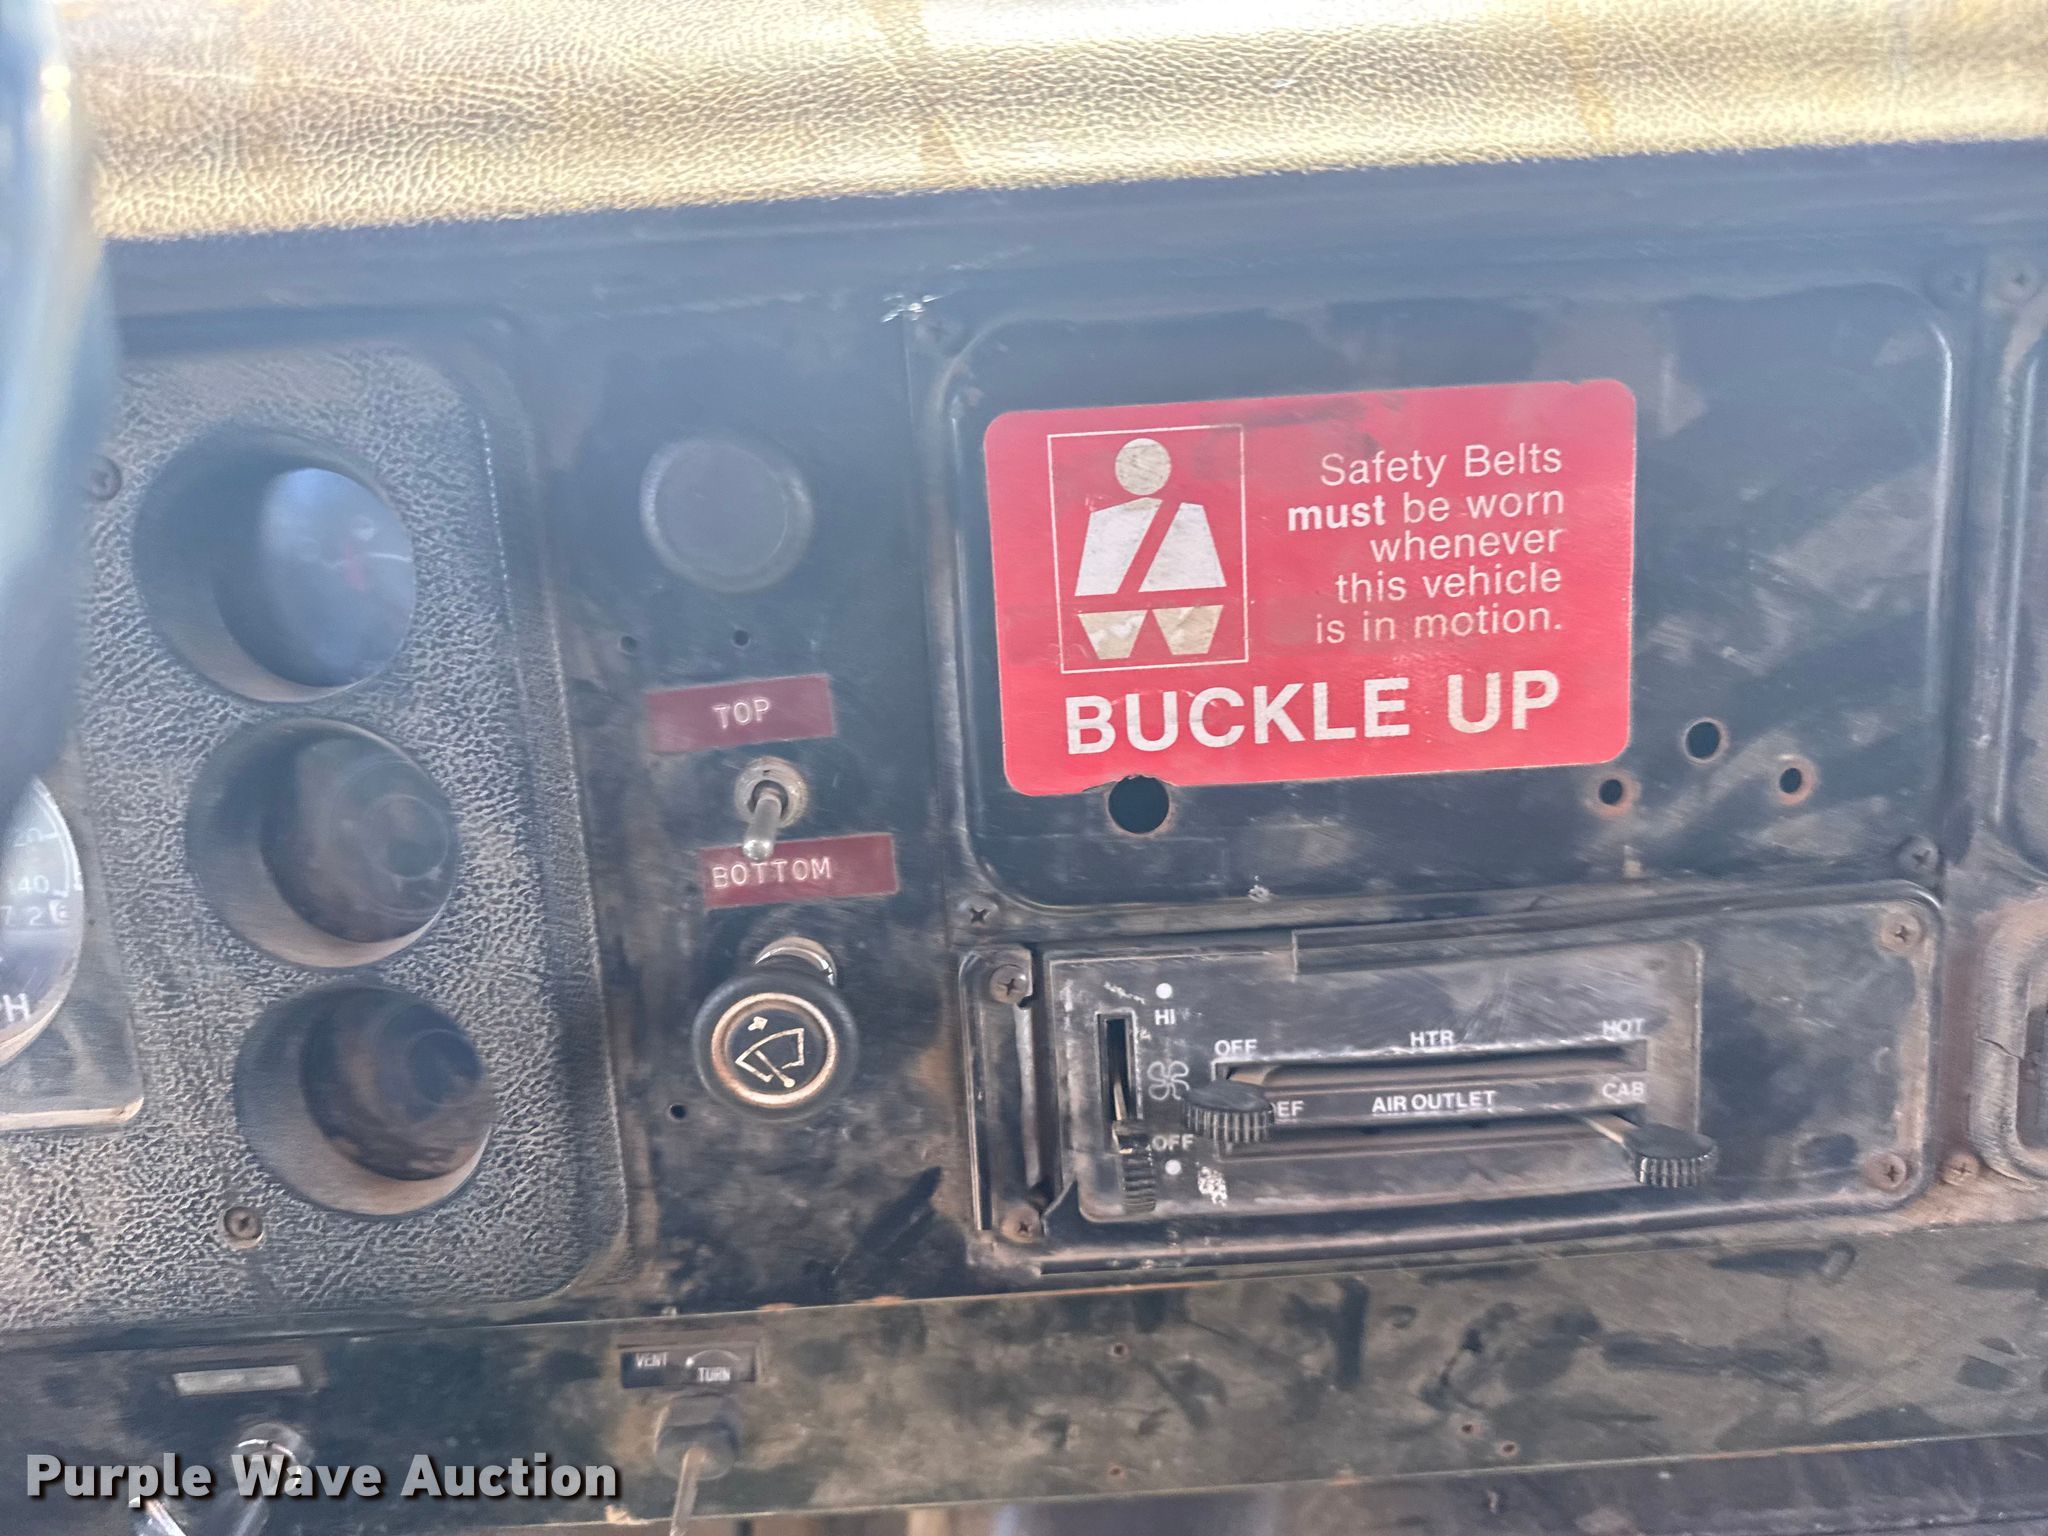 Safety Belts
must be worn
whenever
this vehicle
is in motion.
BUCKLE UP
TOP
BOTTOM
HI
OFF
HTR
HOT
DEF
AIR OUTLET
CAB
OFF
VENT
TURN
Purple Wave Auction